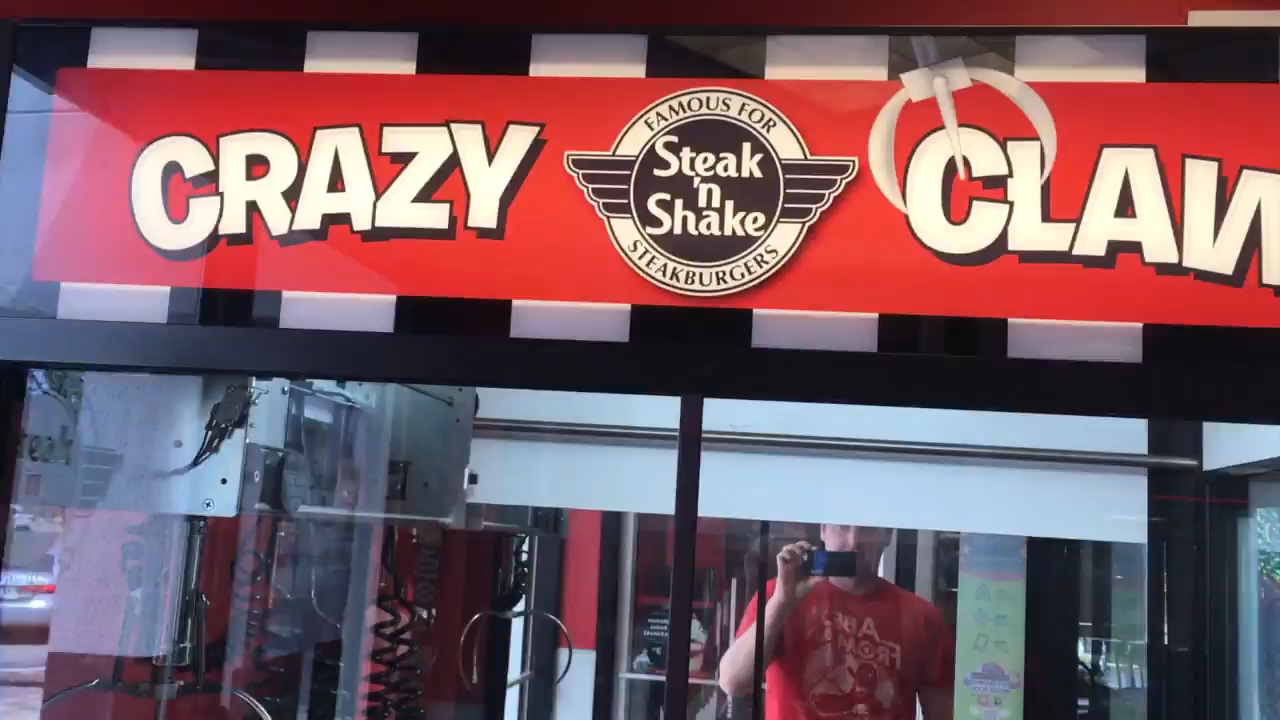 CRAZY
FAMOUS FOR
Steak
'n
Shake
STEAKBURGERS
CLAW